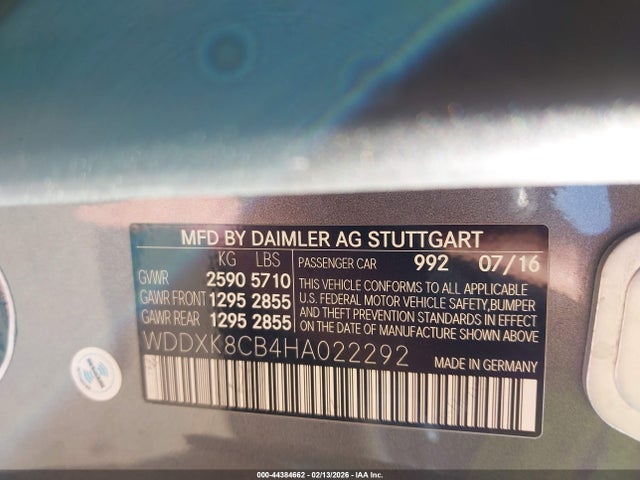 MFD BY DAIMLER AG STUTTGART
KG LBS PASSENGER CAR 992 07/16
GVWR 2590 5710
GAWR FRONT 1295 2855
GAWR REAR 1295 2855
THIS VEHICLE CONFORMS TO ALL APPLICABLE
U.S. FEDERAL MOTOR VEHICLE SAFETY, BUMPER
AND THEFT PREVENTION STANDARDS IN EFFECT
ON THE DATE OF MANUFACTURE SHOWN ABOVE
WDDXK8CB4HA022292 MADE IN GERMANY
000-44384662 - 02/13/2026 - IAA Inc.